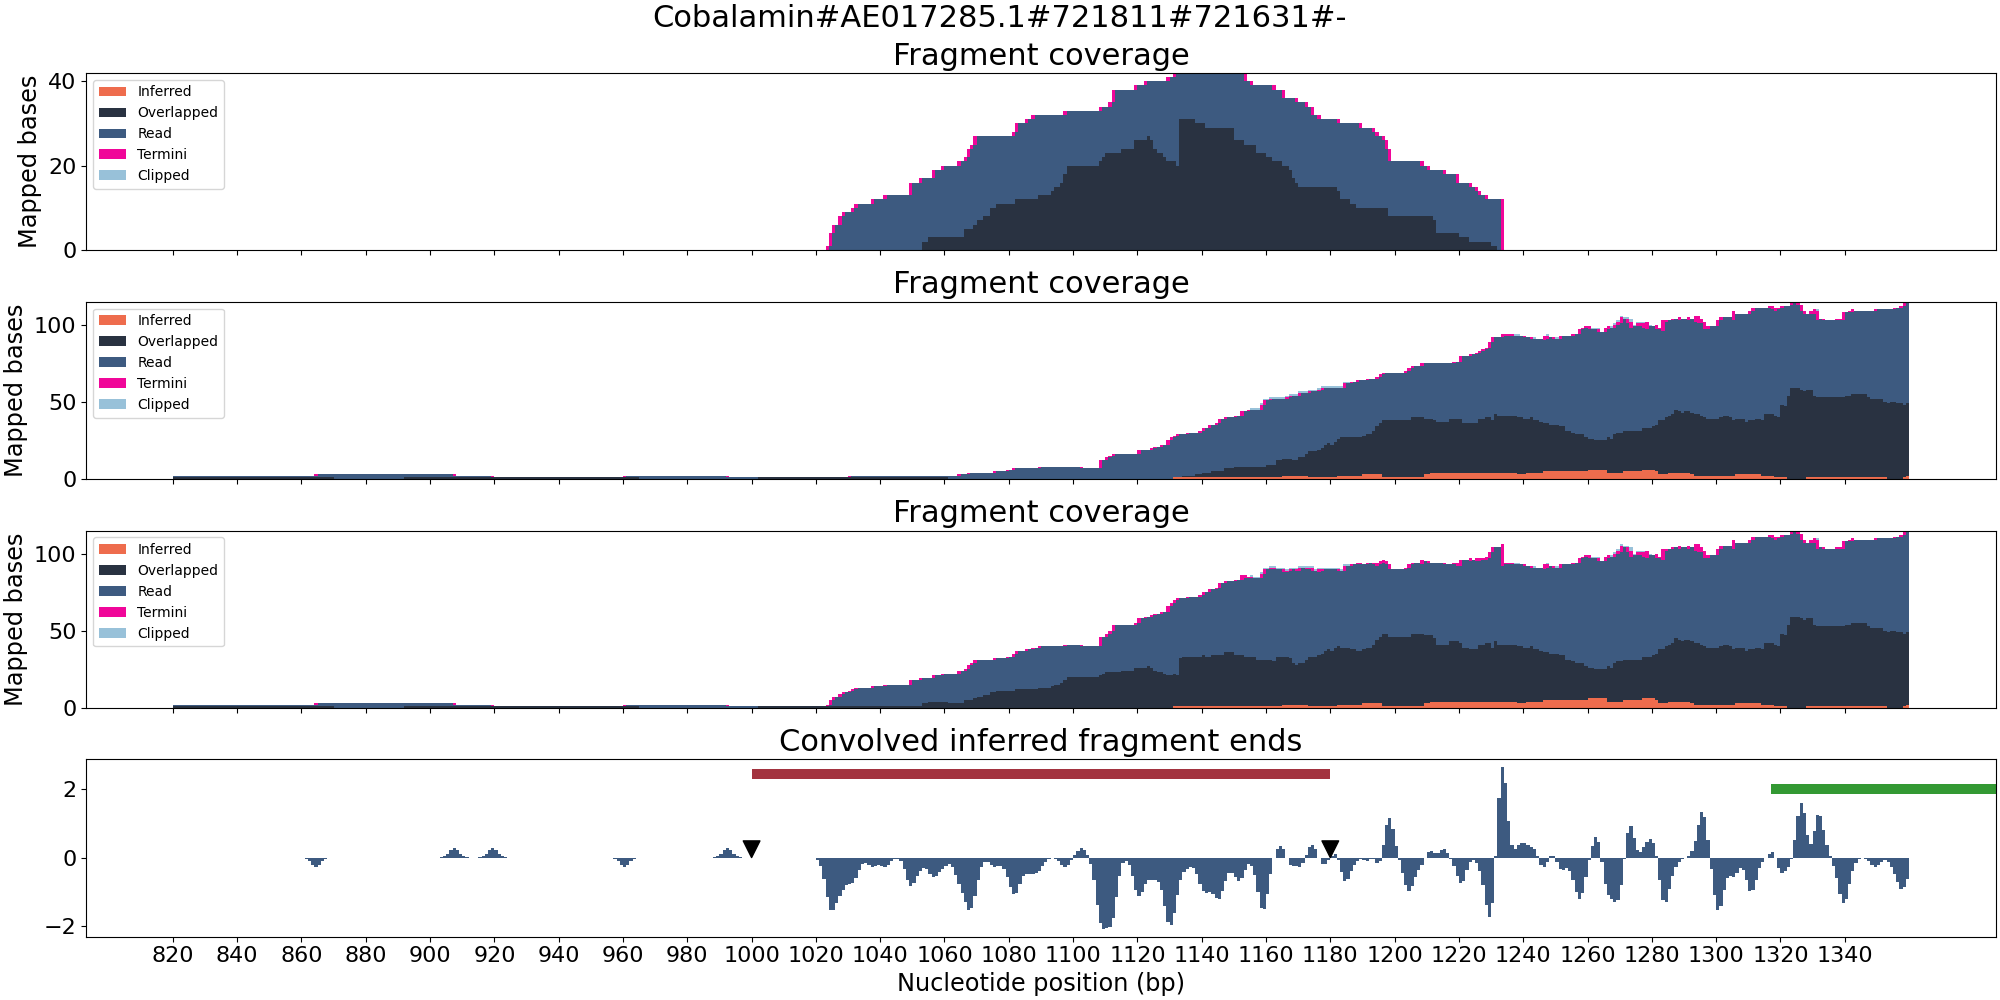 Cobalamin#AE017285.1#721811#721631#-
Fragment coverage
Mapped bases
40
20
0
Inferred
Overlapped
Read
Termini
Clipped
Fragment coverage
Mapped bases
100
50
0
Inferred
Overlapped
Read
Termini
Clipped
Fragment coverage
Mapped bases
100
50
0
Inferred
Overlapped
Read
Termini
Clipped
Convolved inferred fragment ends
2
0
−2
820 840 860 880 900 920 940 960 980 1000 1020 1040 1060 1080 1100 1120 1140 1160 1180 1200 1220 1240 1260 1280 1300 1320 1340
Nucleotide position (bp)